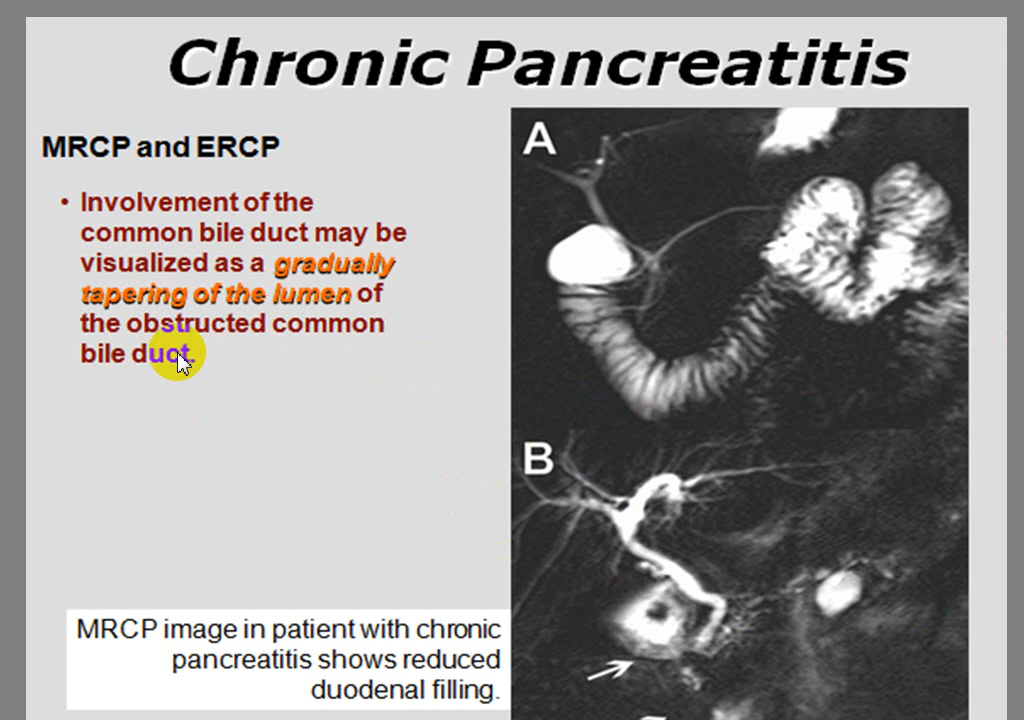 Chronic Pancreatitis
MRCP and ERCP
• Involvement of the
common bile duct may be
visualized as a gradually
tapering of the lumen of
the obstructed common
bile duct.
A
B
MRCP image in patient with chronic
pancreatitis shows reduced
duodenal filling.